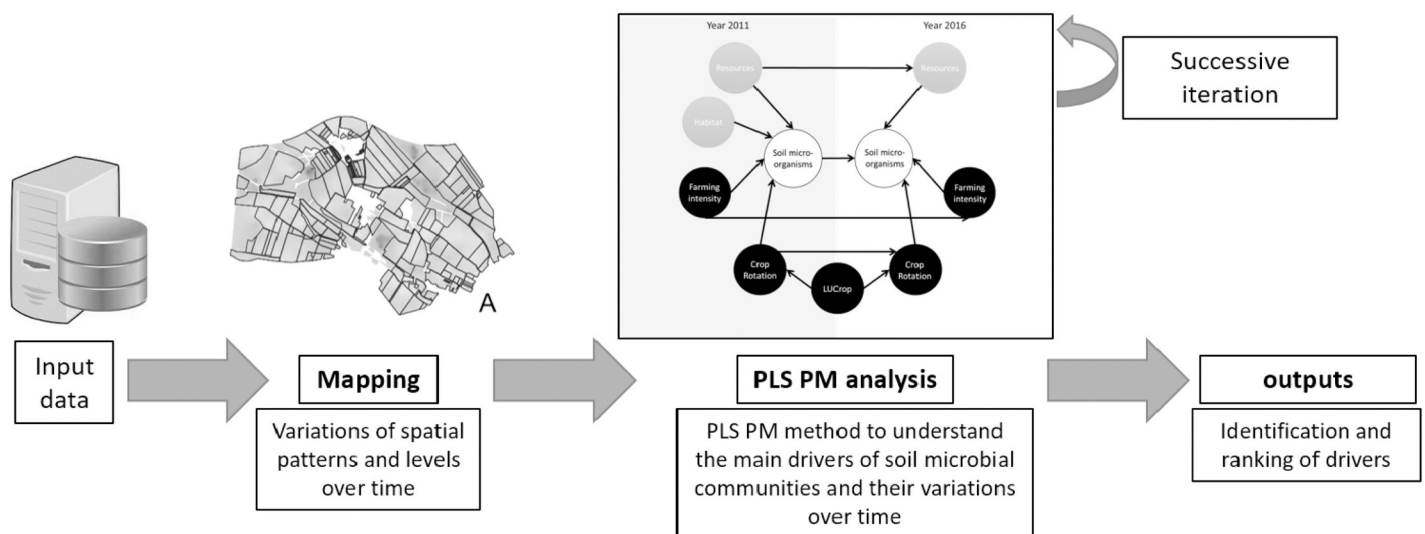 Year 2011
Year 2016
Resources
Resources
Habitat
Soil micro-
organisms
Soil micro-
organisms
Farming
intensity
Farming
intensity
Crop
Rotation
LUCrop
Crop
Rotation
Successive
iteration
A
Input
data
Mapping
Variations of spatial
patterns and levels
over time
PLS PM analysis
PLS PM method to understand
the main drivers of soil microbial
communities and their variations
over time
outputs
Identification and
ranking of drivers